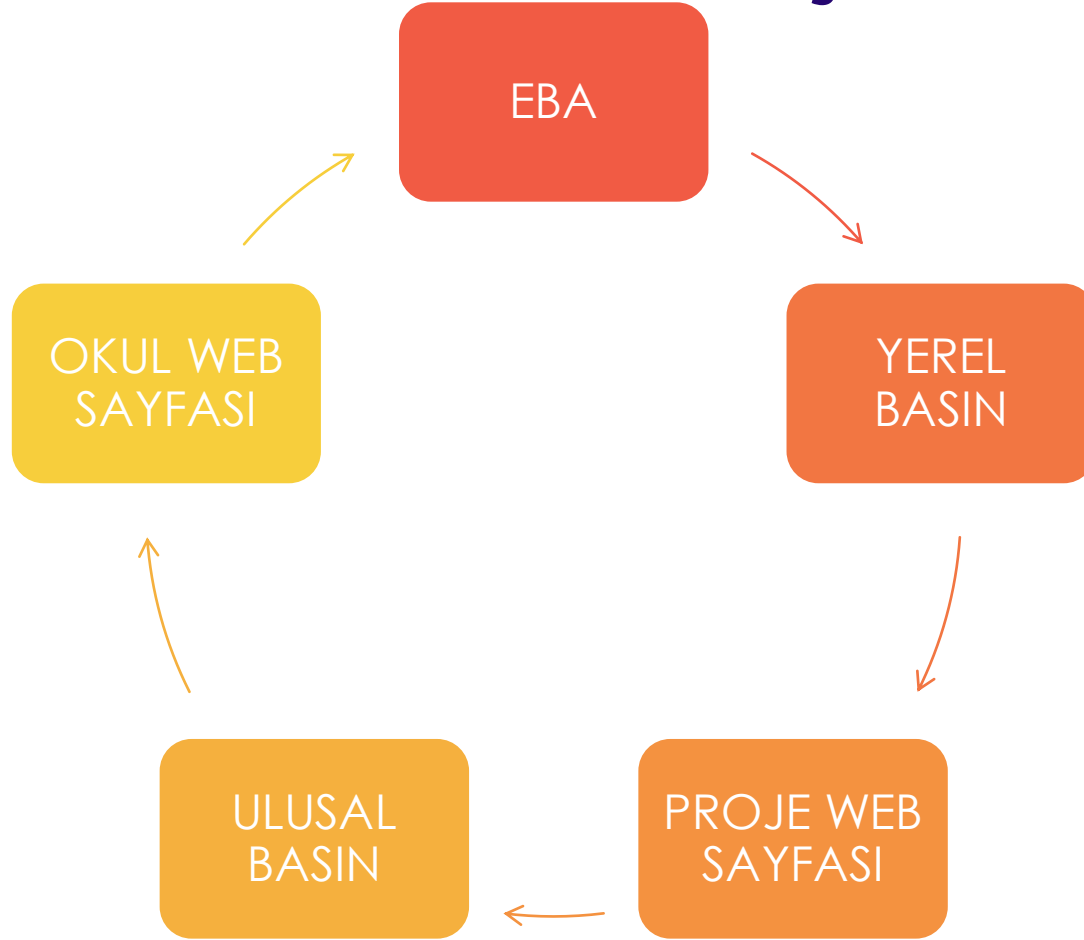 EBA
YEREL
BASIN
PROJE WEB
SAYFASI
ULUSAL
BASIN
OKUL WEB
SAYFASI